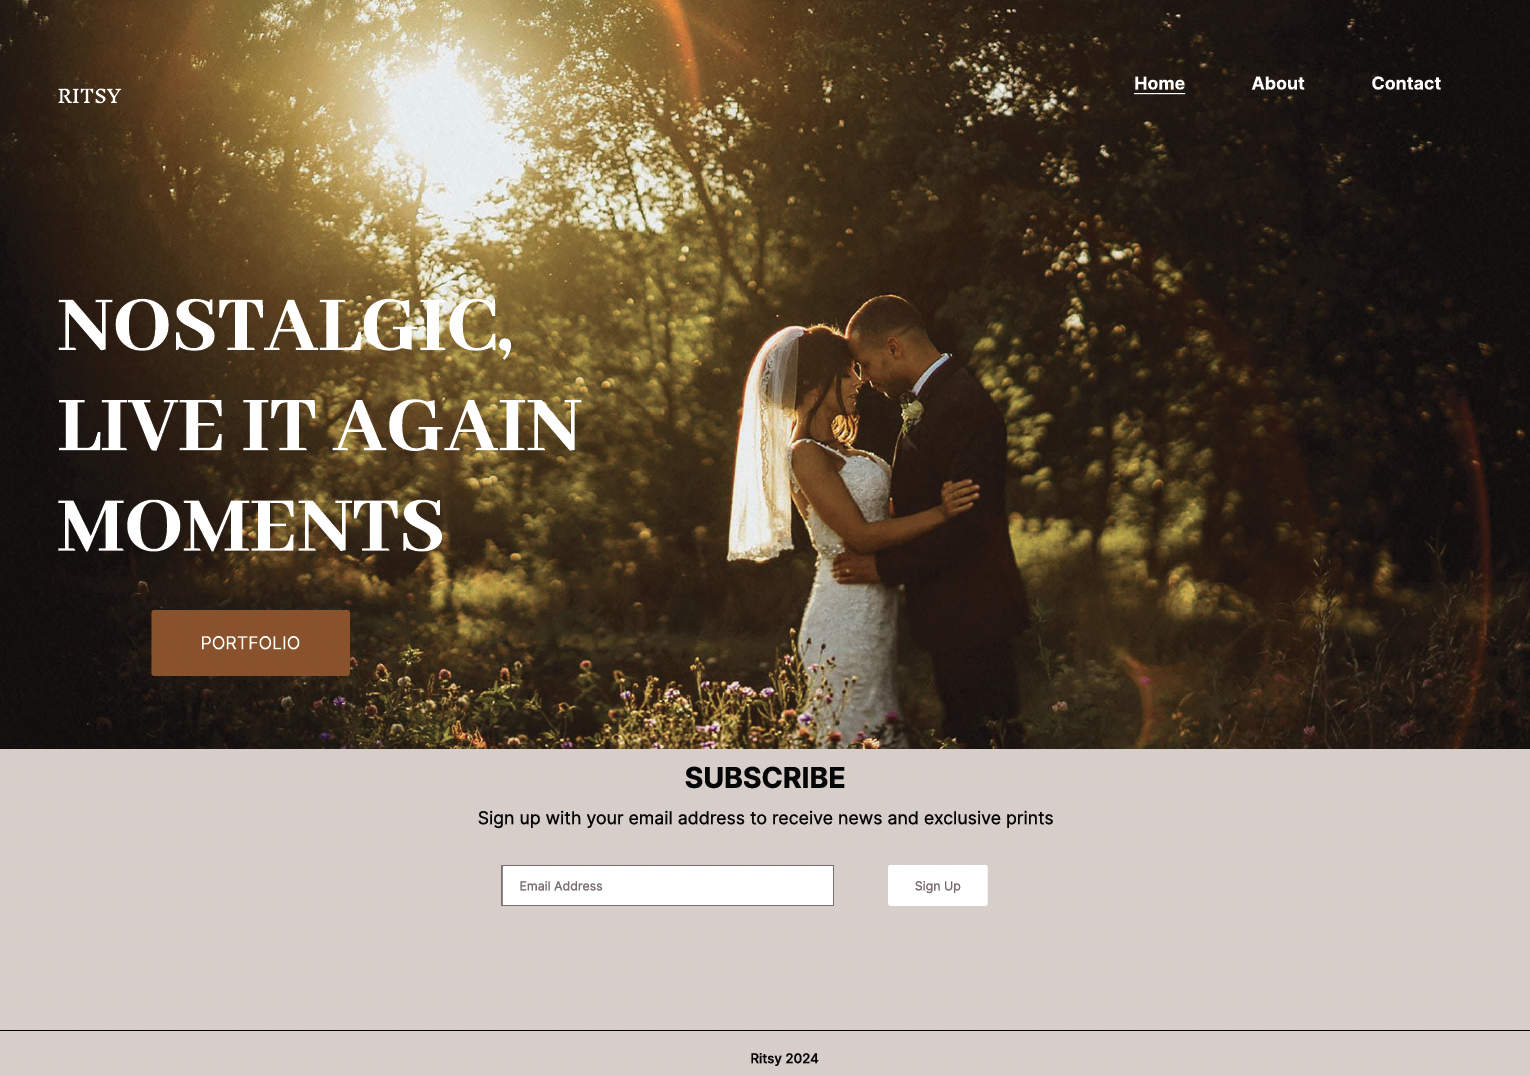 RITSY
Home About Contact
NOSTALGIC,
LIVE IT AGAIN
MOMENTS
PORTFOLIO
SUBSCRIBE
Sign up with your email address to receive news and exclusive prints
Email Address
Sign Up
Ritsy 2024